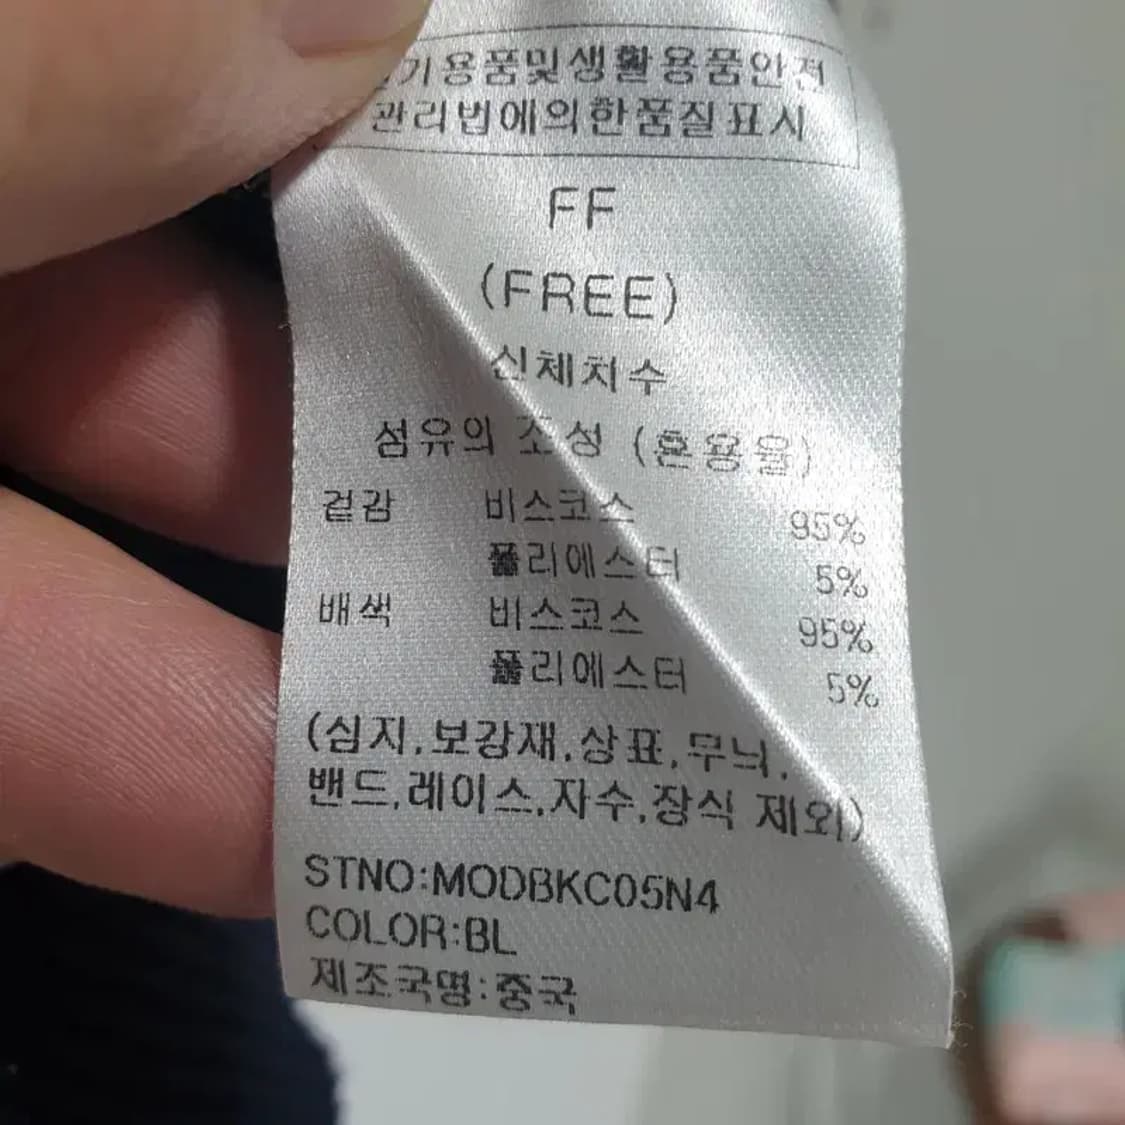 기용품및생활용품안전
관리법에의한품질표시
FF
(FREE)
신체치수
섬유의 조성 (혼용율)
겉감 비스코스 95%
폴리에스터 5%
배색 비스코스 95%
폴리에스터 5%
(심지,보강재,상표,무늬,
밴드,레이스,자수,장식 제외)
STNO:MODBKC05N4
COLOR:BL
제조국명:중국